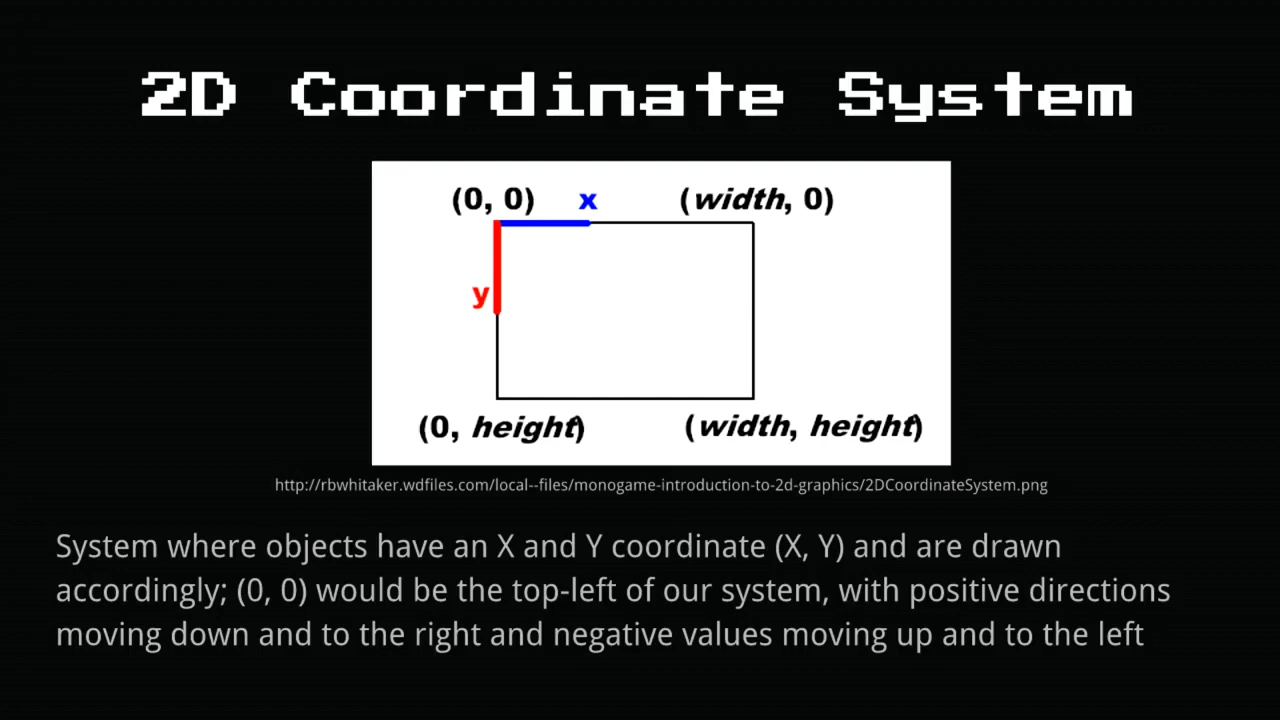 2D Coordinate System
(0, 0) x (width, 0)
y
(0, height) (width, height)
http://rbwhitaker.wdfiles.com/local--files/monogame-introduction-to-2d-graphics/2DCoordinateSystem.png
System where objects have an X and Y coordinate (X, Y) and are drawn
accordingly; (0, 0) would be the top-left of our system, with positive directions
moving down and to the right and negative values moving up and to the left